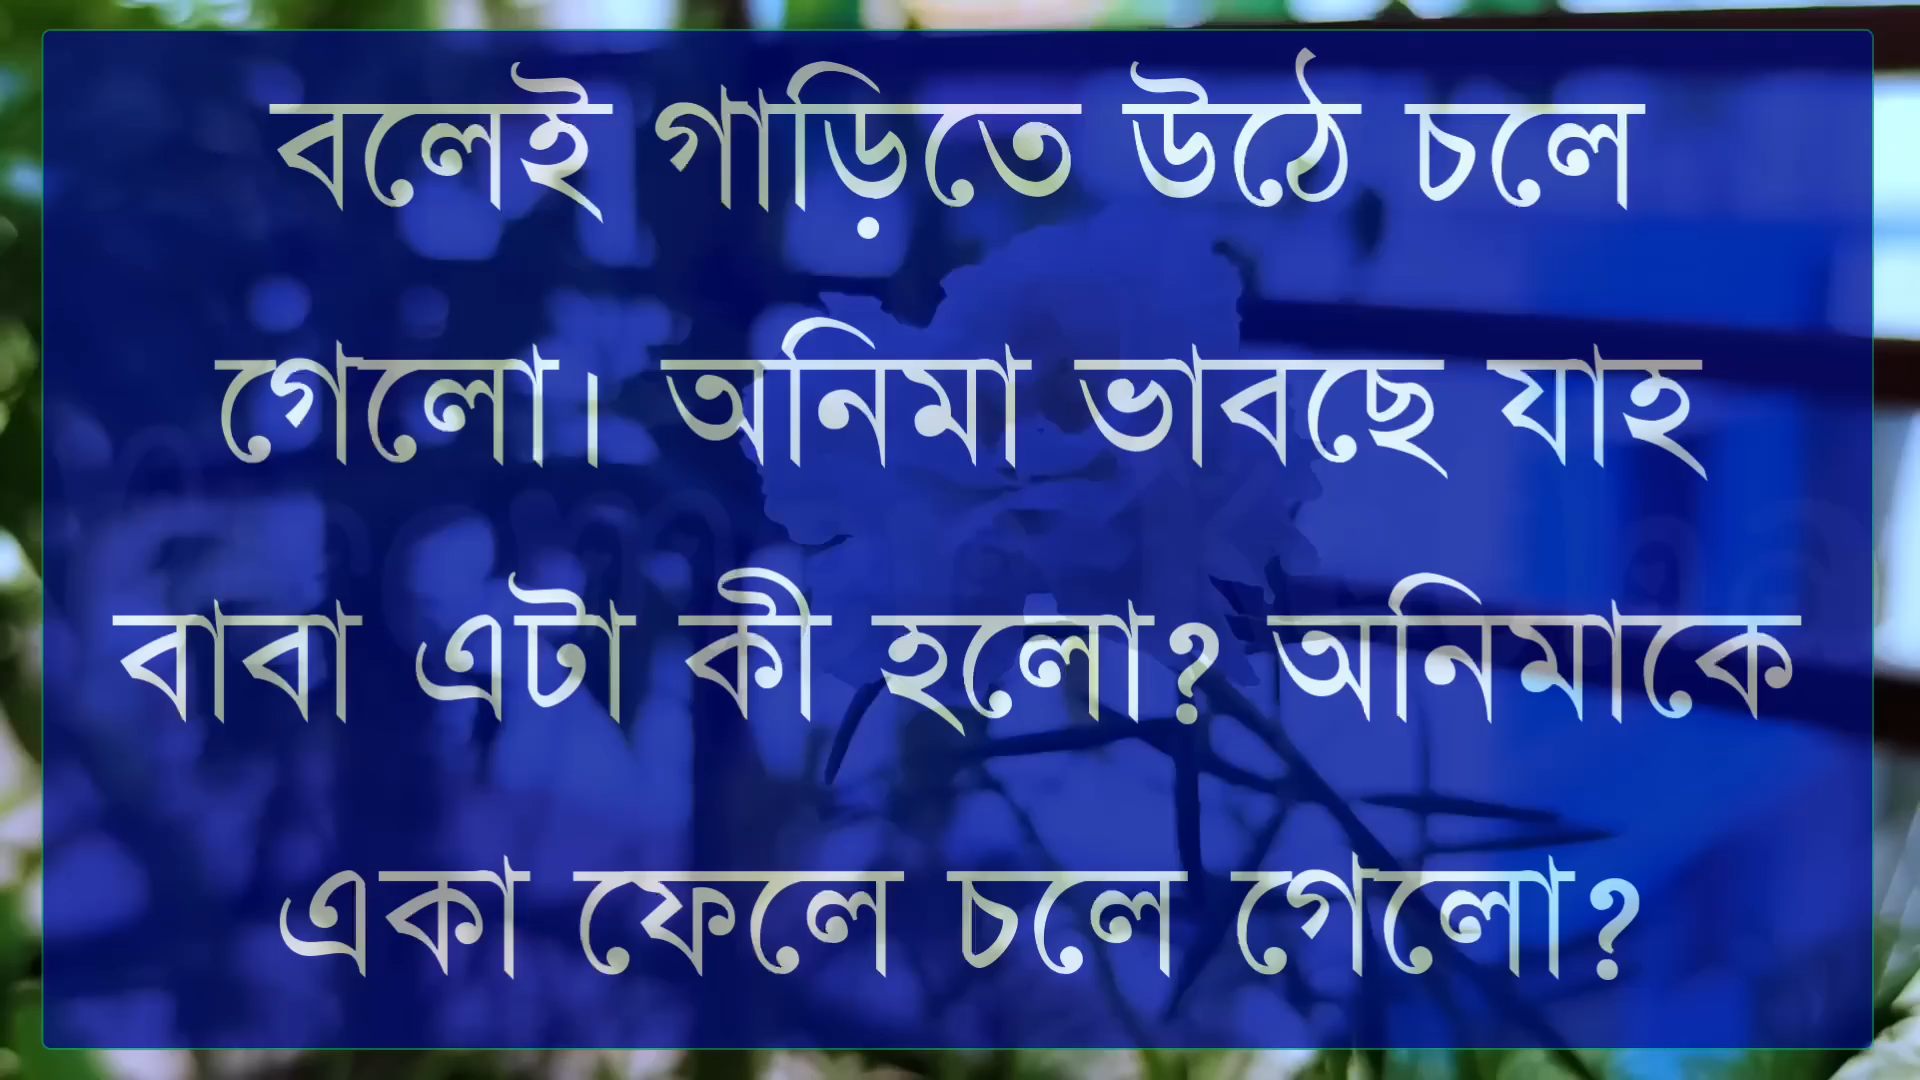 বলেই গাড়িতে উঠে চলে
গেলো। অনিমা ভাবছে যাহ
বাবা এটা কী হলো? অনিমাকে
একা ফেলে চলে গেলো?